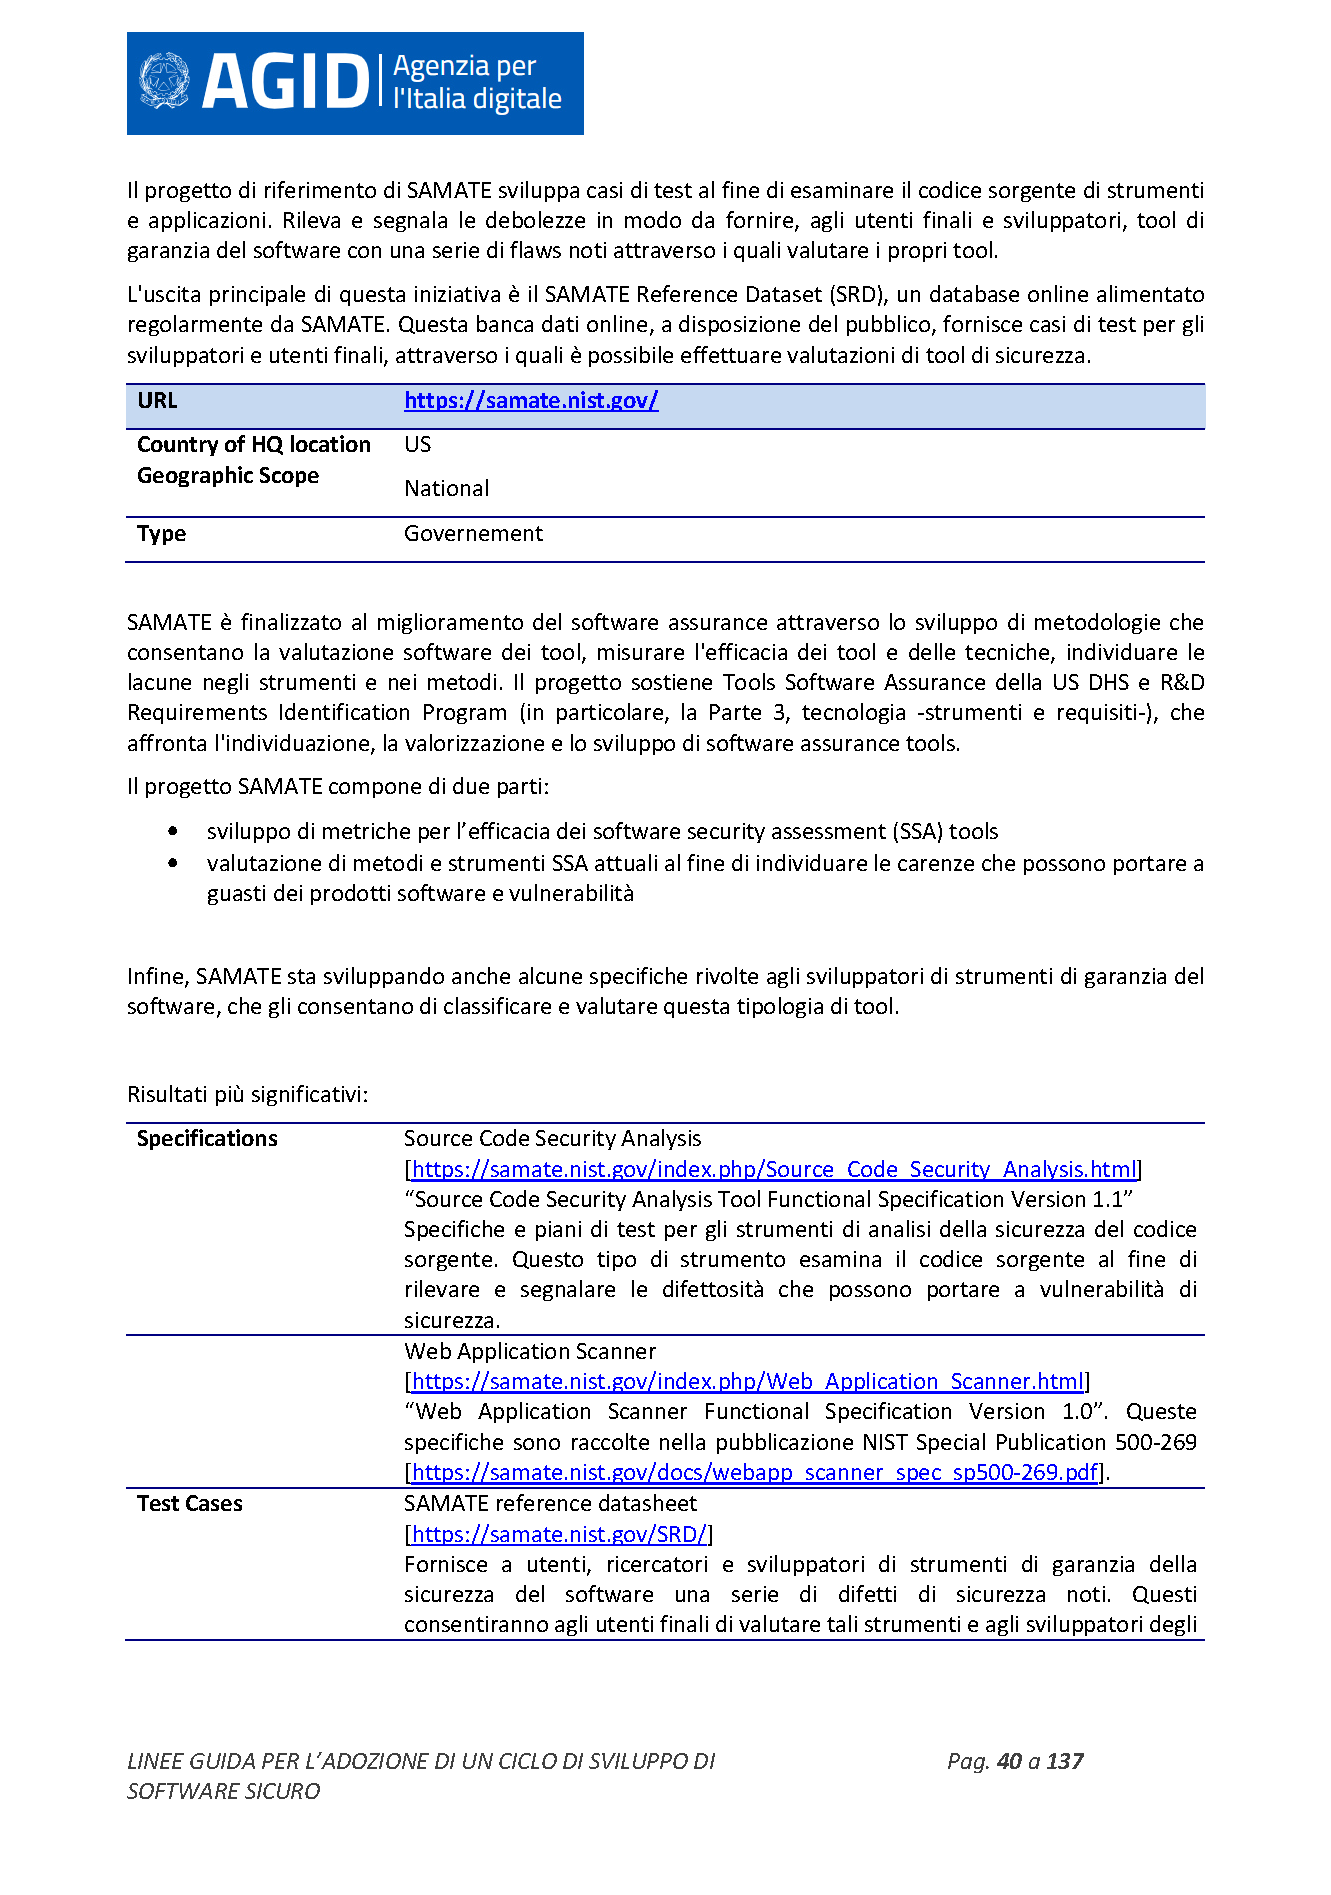 AGID Agenzia per
l'Italia digitale
Il progetto di riferimento di SAMATE sviluppa casi di test al fine di esaminare il codice sorgente di strumenti
e applicazioni. Rileva e segnala le debolezze in modo da fornire, agli utenti finali e sviluppatori, tool di
garanzia del software con una serie di flaws noti attraverso i quali valutare i propri tool.
L'uscita principale di questa iniziativa è il SAMATE Reference Dataset (SRD), un database online alimentato
regolarmente da SAMATE. Questa banca dati online, a disposizione del pubblico, fornisce casi di test per gli
sviluppatori e utenti finali, attraverso i quali è possibile effettuare valutazioni di tool di sicurezza.
URL https://samate.nist.gov/
Country of HQ location US
Geographic Scope
National
Type Governement
SAMATE è finalizzato al miglioramento del software assurance attraverso lo sviluppo di metodologie che
consentano la valutazione software dei tool, misurare l'efficacia dei tool e delle tecniche, individuare le
lacune negli strumenti e nei metodi. Il progetto sostiene Tools Software Assurance della US DHS e R&D
Requirements Identification Program (in particolare, la Parte 3, tecnologia -strumenti e requisiti-), che
affronta l'individuazione, la valorizzazione e lo sviluppo di software assurance tools.
Il progetto SAMATE compone di due parti:
• sviluppo di metriche per l’efficacia dei software security assessment (SSA) tools
• valutazione di metodi e strumenti SSA attuali al fine di individuare le carenze che possono portare a
guasti dei prodotti software e vulnerabilità
Infine, SAMATE sta sviluppando anche alcune specifiche rivolte agli sviluppatori di strumenti di garanzia del
software, che gli consentano di classificare e valutare questa tipologia di tool.
Risultati più significativi:
Specifications Source Code Security Analysis
[https://samate.nist.gov/index.php/Source_Code_Security_Analysis.html]
“Source Code Security Analysis Tool Functional Specification Version 1.1”
Specifiche e piani di test per gli strumenti di analisi della sicurezza del codice
sorgente. Questo tipo di strumento esamina il codice sorgente al fine di
rilevare e segnalare le difettosità che possono portare a vulnerabilità di
sicurezza.
Web Application Scanner
[https://samate.nist.gov/index.php/Web_Application_Scanner.html]
“Web Application Scanner Functional Specification Version 1.0”. Queste
specifiche sono raccolte nella pubblicazione NIST Special Publication 500-269
[https://samate.nist.gov/docs/webapp_scanner_spec_sp500-269.pdf].
Test Cases SAMATE reference datasheet
[https://samate.nist.gov/SRD/]
Fornisce a utenti, ricercatori e sviluppatori di strumenti di garanzia della
sicurezza del software una serie di difetti di sicurezza noti. Questi
consentiranno agli utenti finali di valutare tali strumenti e agli sviluppatori degli
LINEE GUIDA PER L’ADOZIONE DI UN CICLO DI SVILUPPO DI Pag. 40 a 137
SOFTWARE SICURO